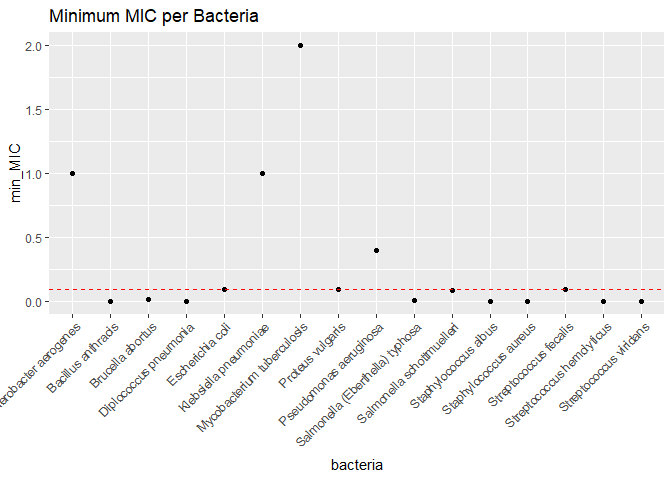 Minimum MIC per Bacteria
min_MIC
2.0
1.5
1.0
0.5
0.0
erobacter aerogenes
Bacillus anthracis
Brucella abortus
Diplococcus pneumonia
Escherichia coli
Klebsiella pneumoniae
Mycobacterium tuberculosis
Proteus vulgaris
Pseudomonas aeruginosa
Salmonella (Eberthella) typhosa
Salmonella schottmuelleri
Staphylococcus albus
Staphylococcus aureus
Streptococcus fecalis
Streptococcus hemolyticus
Streptococcus viridans
bacteria